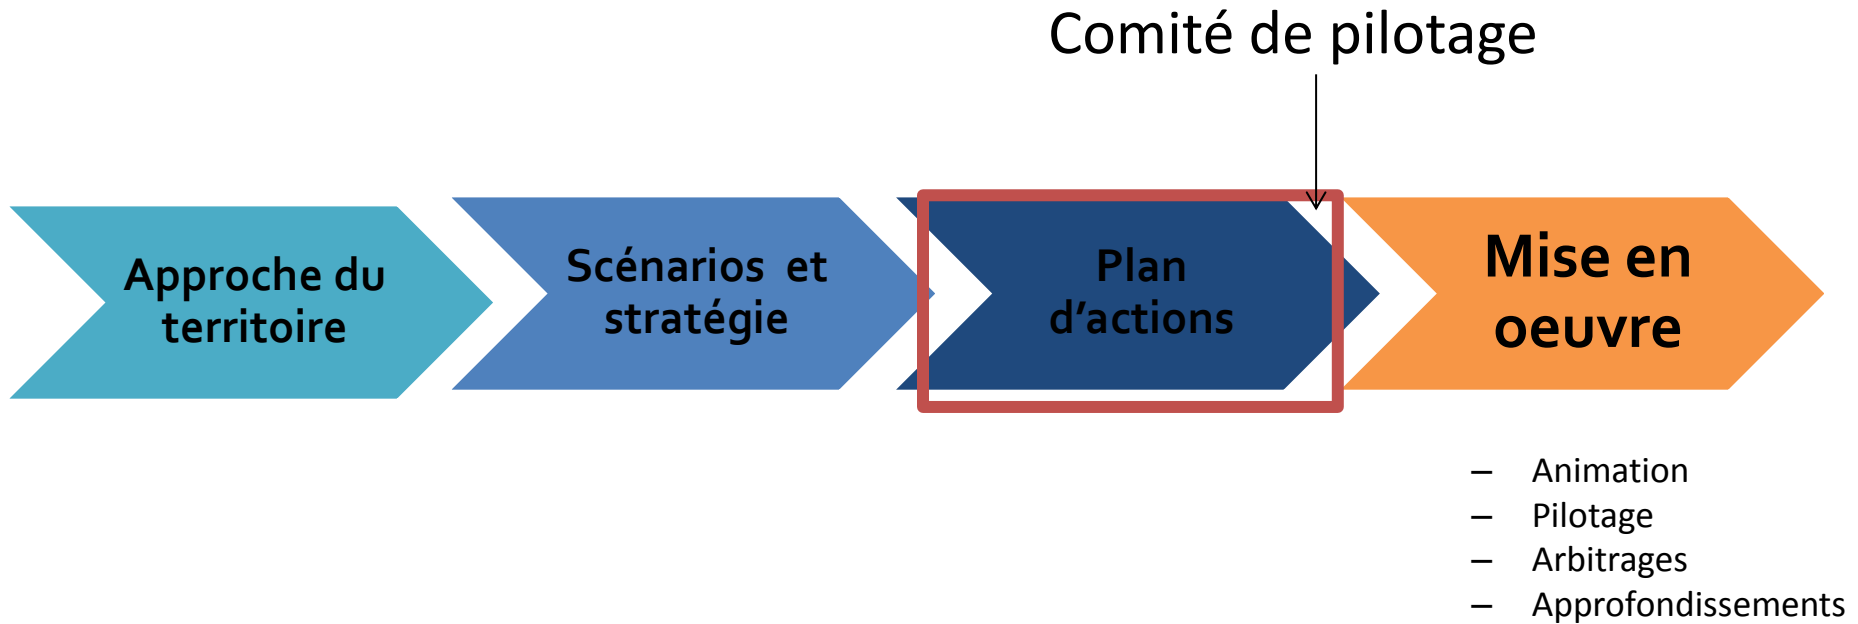 Comité de pilotage
Approche du
territoire
Scénarios et
stratégie
Plan
d’actions
Mise en
oeuvre
– Animation
– Pilotage
– Arbitrages
– Approfondissements